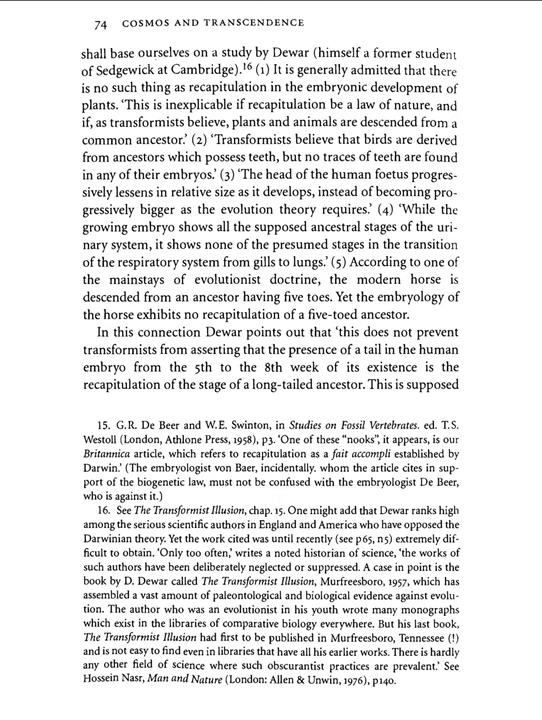 74 COSMOS AND TRANSCENDENCE
shall base ourselves on a study by Dewar (himself a former student
of Sedgewick at Cambridge).16 (1) It is generally admitted that there
is no such thing as recapitulation in the embryonic development of
plants. ‘This is inexplicable if recapitulation be a law of nature, and
if, as transformists believe, plants and animals are descended from a
common ancestor.’ (2) ‘Transformists believe that birds are derived
from ancestors which possess teeth, but no traces of teeth are found
in any of their embryos.’ (3) ‘The head of the human foetus progres-
sively lessens in relative size as it develops, instead of becoming pro-
gressively bigger as the evolution theory requires.’ (4) ‘While the
growing embryo shows all the supposed ancestral stages of the uri-
nary system, it shows none of the presumed stages in the transition
of the respiratory system from gills to lungs.’ (5) According to one of
the mainstays of evolutionist doctrine, the modern horse is
descended from an ancestor having five toes. Yet the embryology of
the horse exhibits no recapitulation of a five-toed ancestor.
In this connection Dewar points out that ‘this does not prevent
transformists from asserting that the presence of a tail in the human
embryo from the 5th to the 8th week of its existence is the
recapitulation of the stage of a long-tailed ancestor. This is supposed
15. G.R. De Beer and W.E. Swinton, in Studies on Fossil Vertebrates. ed. T.S.
Westoll (London, Athlone Press, 1958), p3. ‘One of these “nooks”, it appears, is our
Britannica article, which refers to recapitulation as a fait accompli established by
Darwin.’ (The embryologist von Baer, incidentally. whom the article cites in sup-
port of the biogenetic law, must not be confused with the embryologist De Beer,
who is against it.)
16. See The Transformist Illusion, chap. 15. One might add that Dewar ranks high
among the serious scientific authors in England and America who have opposed the
Darwinian theory. Yet the work cited was until recently (see p65, n5) extremely dif-
ficult to obtain. ‘Only too often,’ writes a noted historian of science, ‘the works of
such authors have been deliberately neglected or suppressed. A case in point is the
book by D. Dewar called The Transformist Illusion, Murfreesboro, 1957, which has
assembled a vast amount of paleontological and biological evidence against evolu-
tion. The author who was an evolutionist in his youth wrote many monographs
which exist in the libraries of comparative biology everywhere. But his last book,
The Transformist Illusion had first to be published in Murfreesboro, Tennessee (!)
and is not easy to find even in libraries that have all his earlier works. There is hardly
any other field of science where such obscurantist practices are prevalent.’ See
Hossein Nasr, Man and Nature (London: Allen & Unwin, 1976), p140.